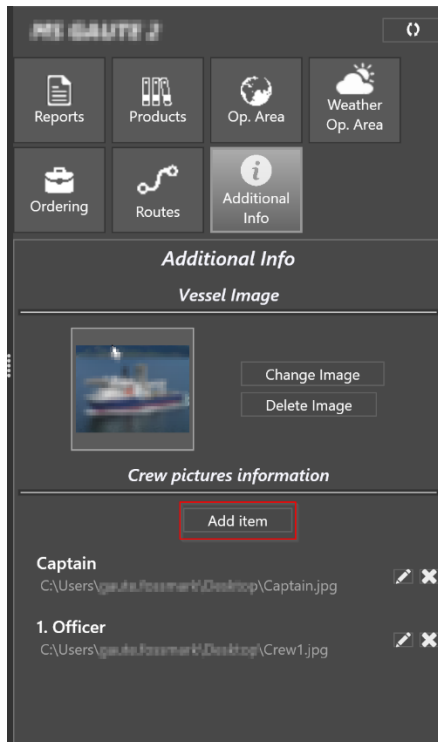 Reports
Products
Op. Area
Weather
Op. Area
Ordering
Routes
Additional
Info
Additional Info
Vessel Image
Change Image
Delete Image
Crew pictures information
Add item
Captain
C:\Users\ \Captain.jpg
1. Officer
C:\Users\ \Crew1.jpg